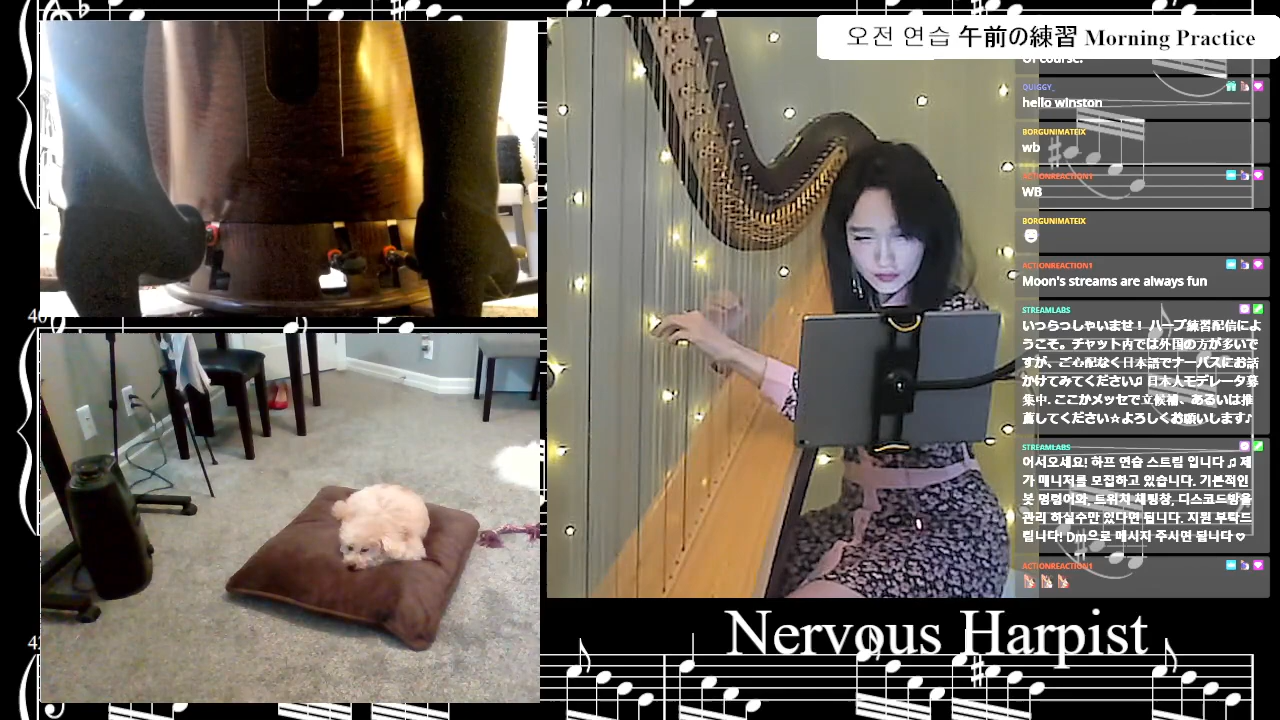 오전 연습 午前の練習 Morning Practice
Of course.
QUIGGY_
hello winston
BORGUNIMATEIX
wb
ACTIONREACTION1
WB
BORGUNIMATEIX
ACTIONREACTION1
Moon's streams are always fun
STREAMLABS
いつらっしゃいませ！ ハープ練習配信によ
うこそ。チャット内では外国の方が多いで
すが、ご心配なく日本語でナーバスにお話
かけてみてください♫ 日本人モデレータ募
集中. ここかメッセで立候補、あるいは推
薦してください☆よろしくお願いします♪
STREAMLABS
어서오세요! 하프 연습 스트림 입니다 ♫ 제
가 매니저를 모집하고 있습니다. 기본적인
봇 명령어와, 트위치 채팅창, 디스코드방을
관리 하실수만 있다면 됩니다. 지원 부탁드
립니다! Dm으로 메시지 주시면 됩니다 ♡
ACTIONREACTION1
40
42
Nervous Harpist